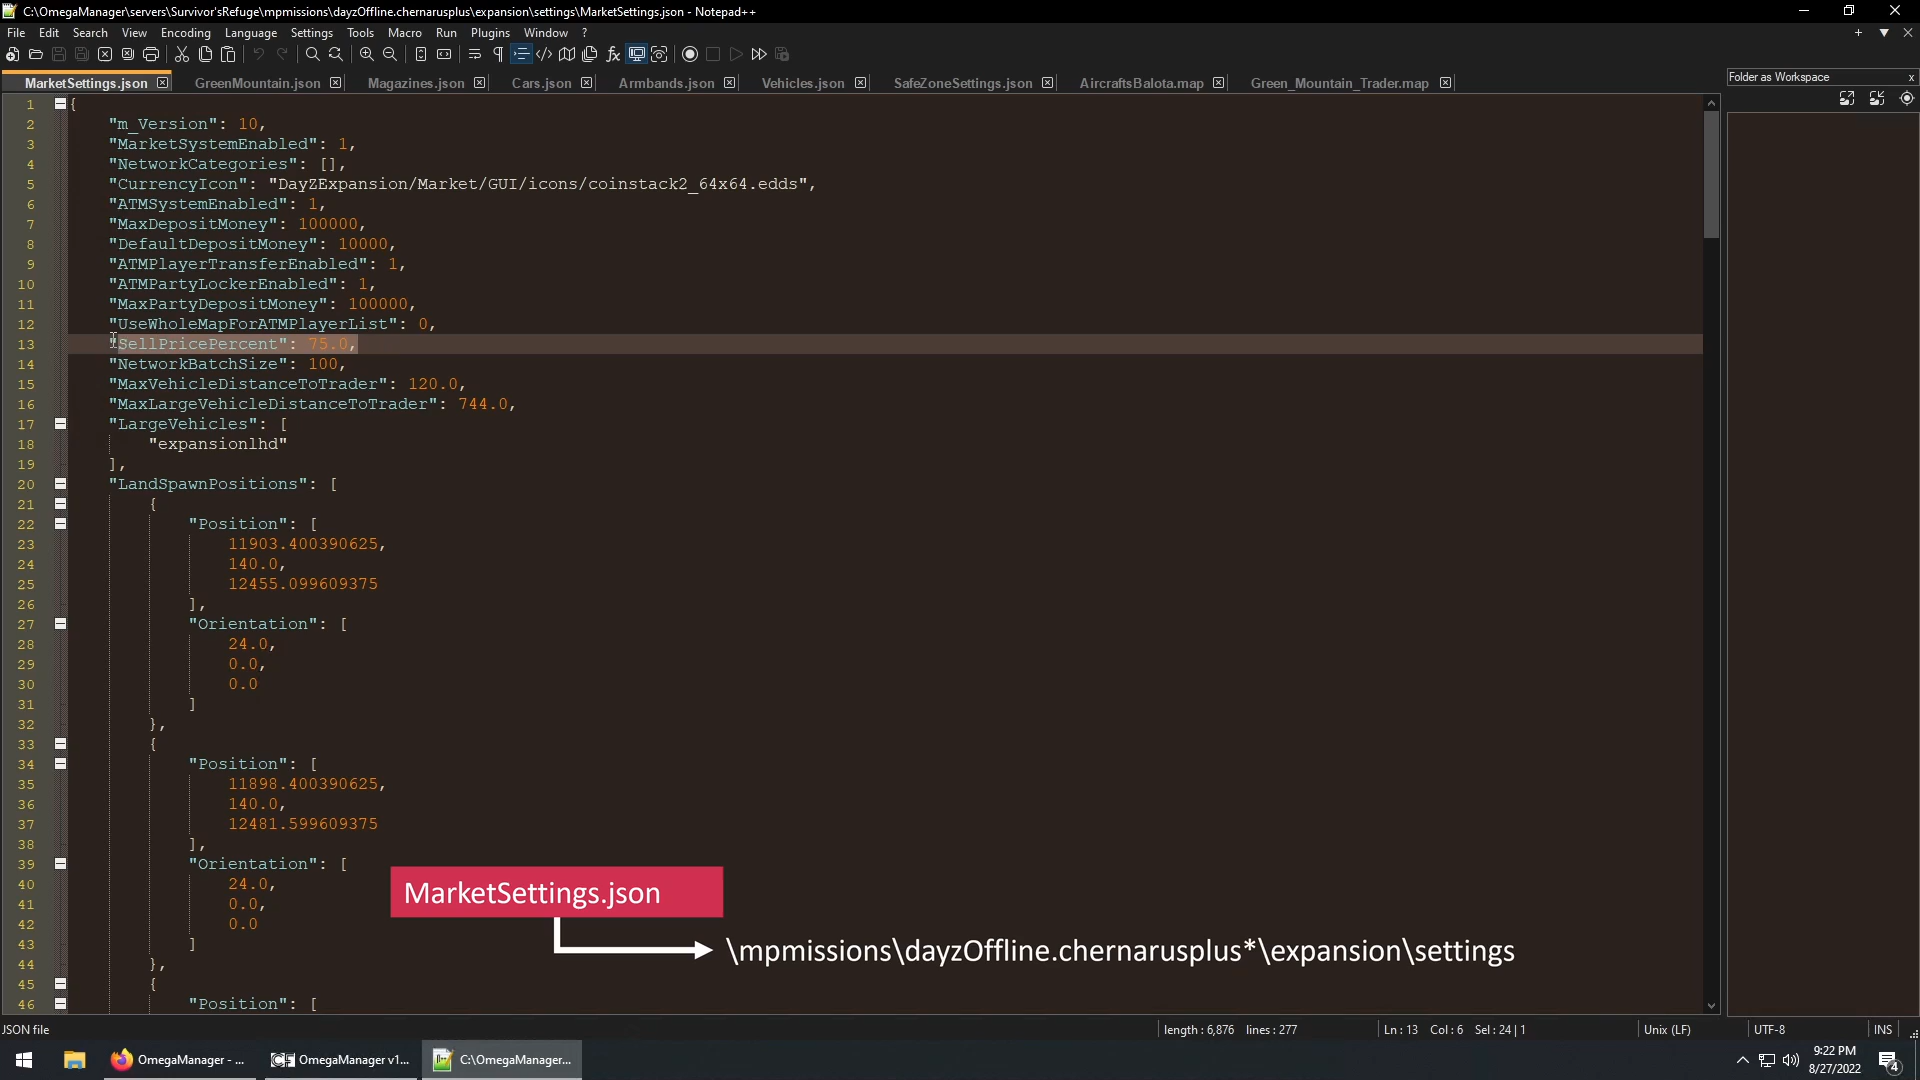 C:\OmegaManager\servers\Survivor'sRefuge\mpmissions\dayzOffline.chernarusplus\expansion\settings\MarketSettings.json - Notepad++
File Edit Search View Encoding Language Settings Tools Macro Run Plugins Window ?
MarketSettings.json GreenMountain.json Magazines.json Cars.json Armbands.json Vehicles.json SafeZoneSettings.json AircraftsBalota.map Green_Mountain_Trader.map
Folder as Workspace
1 {
2 "m_Version": 10,
3 "MarketSystemEnabled": 1,
4 "NetworkCategories": [],
5 "CurrencyIcon": "DayZExpansion/Market/GUI/icons/coinstack2_64x64.edds",
6 "ATMSystemEnabled": 1,
7 "MaxDepositMoney": 100000,
8 "DefaultDepositMoney": 10000,
9 "ATMPlayerTransferEnabled": 1,
10 "ATMPartyLockerEnabled": 1,
11 "MaxPartyDepositMoney": 100000,
12 "UseWholeMapForATMPlayerList": 0,
13 "SellPricePercent": 75.0,
14 "NetworkBatchSize": 100,
15 "MaxVehicleDistanceToTrader": 120.0,
16 "MaxLargeVehicleDistanceToTrader": 744.0,
17 "LargeVehicles": [
18 "expansionlhd"
19 ],
20 "LandSpawnPositions": [
21 {
22 "Position": [
23 11903.400390625,
24 140.0,
25 12455.099609375
26 ],
27 "Orientation": [
28 24.0,
29 0.0,
30 0.0
31 ]
32 },
33 {
34 "Position": [
35 11898.400390625,
36 140.0,
37 12481.599609375
38 ],
39 "Orientation": [
40 24.0,
41 0.0,
42 0.0
43 ]
44 },
45 {
46 "Position": [
MarketSettings.json
\mpmissions\dayzOffline.chernarusplus*\expansion\settings
JSON file length : 6,876 lines : 277 Ln : 13 Col : 6 Sel : 24 | 1 Unix (LF) UTF-8 INS
OmegaManager - ... OmegaManager v1... C:\OmegaManager...
9:22 PM
8/27/2022
4